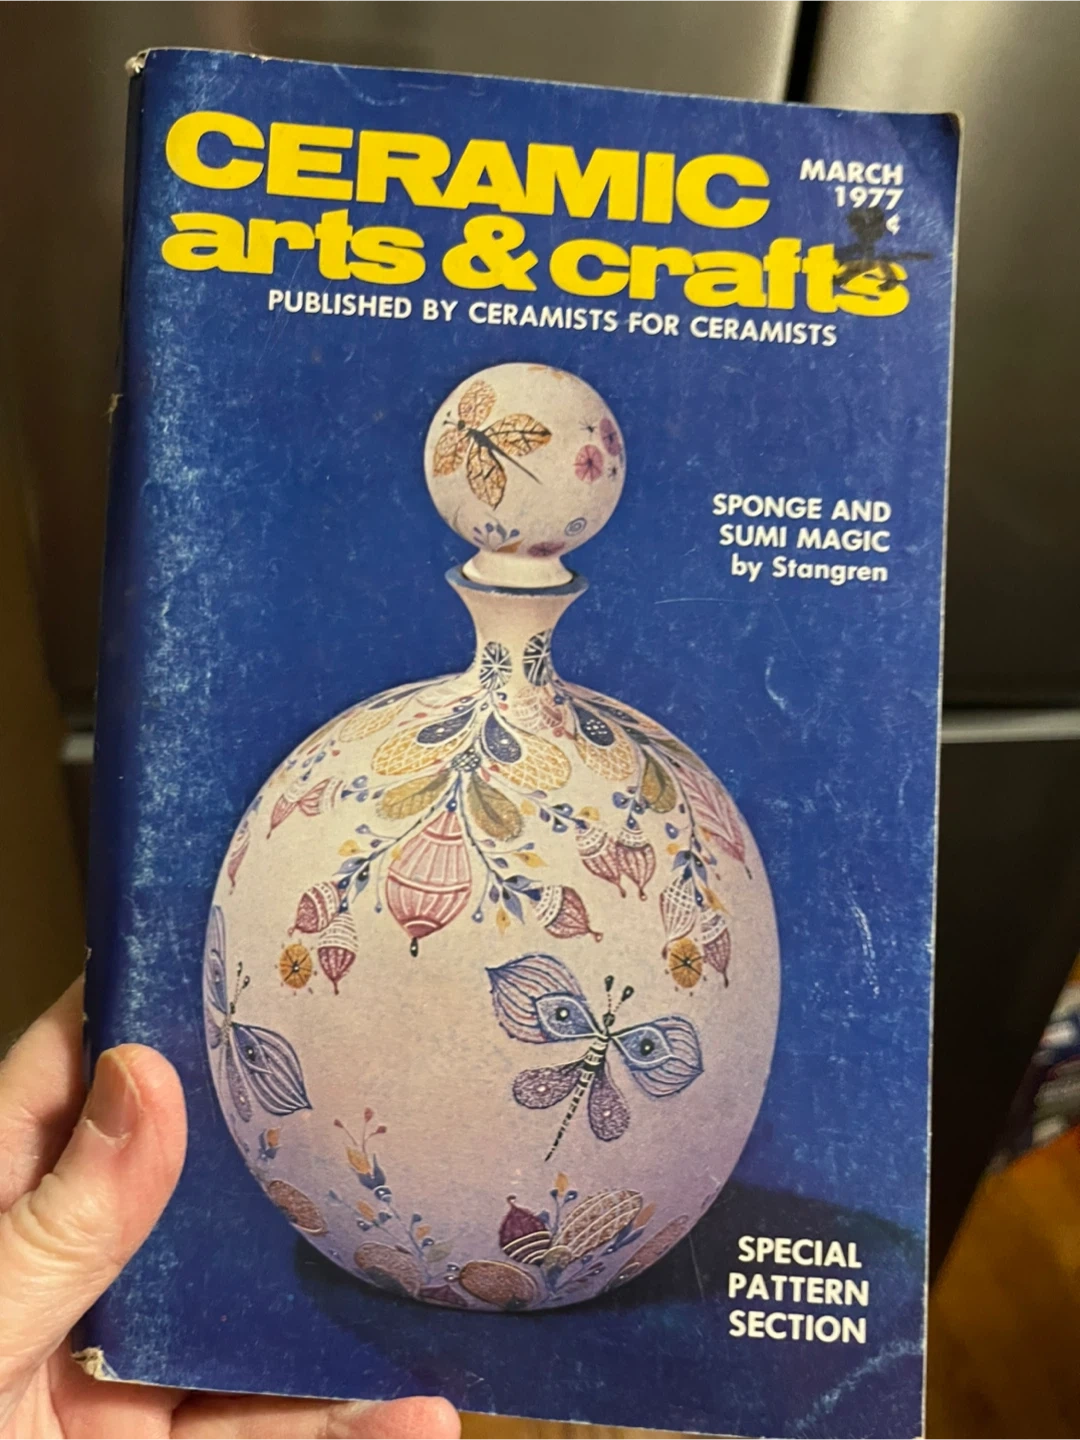 CERAMIC
arts & crafts
MARCH
1977
¢
PUBLISHED BY CERAMISTS FOR CERAMISTS
SPONGE AND
SUMI MAGIC
by Stangren
SPECIAL
PATTERN
SECTION